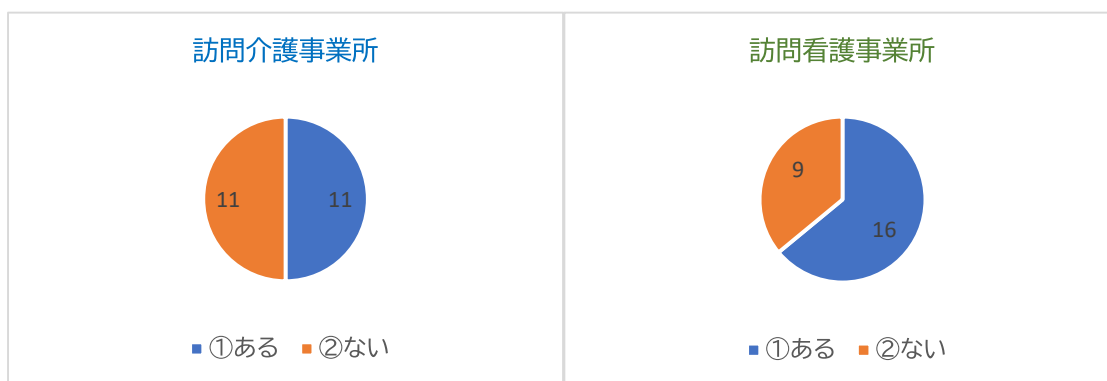 訪問介護事業所
11
11
①ある ②ない
訪問看護事業所
9
16
①ある ②ない